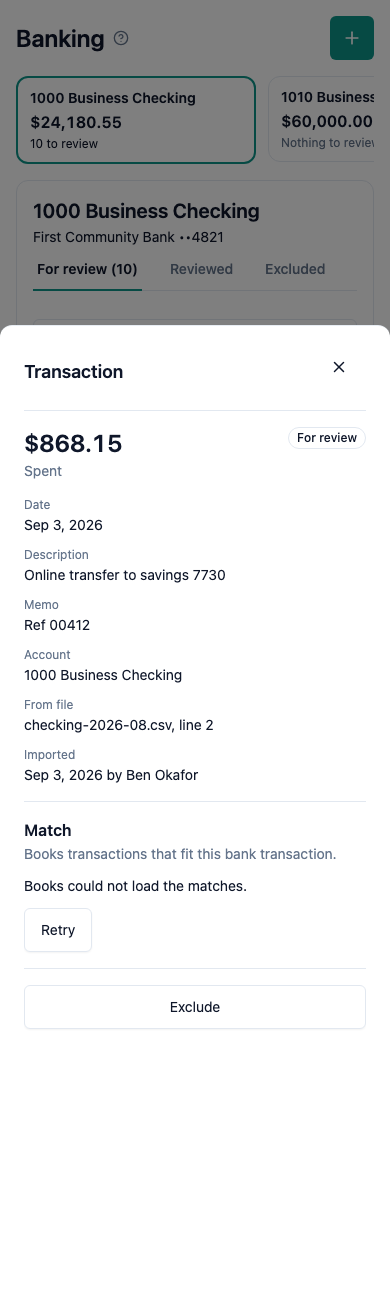 Banking
1000 Business Checking
$24,180.55
10 to review
1010 Business
$60,000.00
Nothing to review
1000 Business Checking
First Community Bank ••4821
For review (10)
Reviewed
Excluded
Transaction
$868.15
For review
Spent
Date
Sep 3, 2026
Description
Online transfer to savings 7730
Memo
Ref 00412
Account
1000 Business Checking
From file
checking-2026-08.csv, line 2
Imported
Sep 3, 2026 by Ben Okafor
Match
Books transactions that fit this bank transaction.
Books could not load the matches.
Retry
Exclude